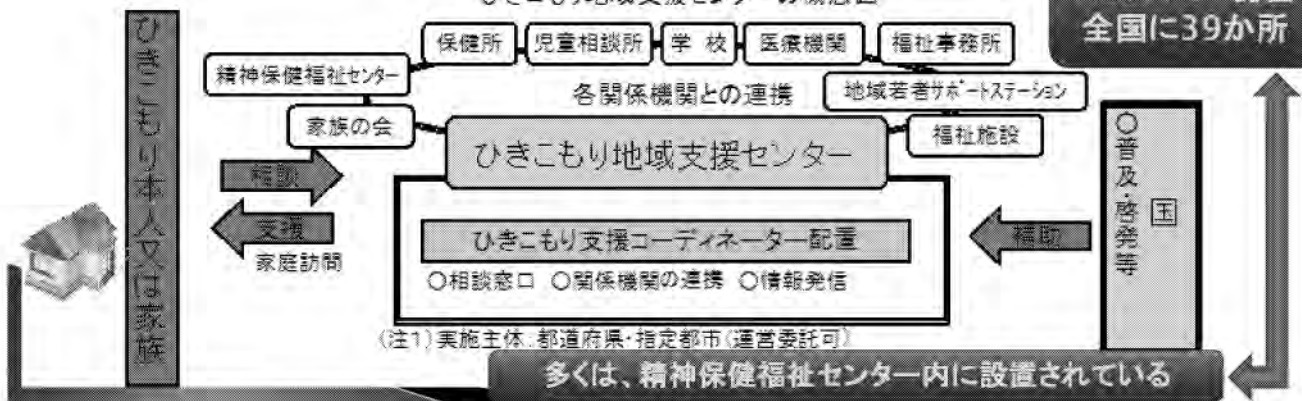 全国に39か所
保健所
児童相談所
学 校
医療機関
福祉事務所
精神保健福祉センター
各関係機関との連携
地域若者サポートステーション
家族の会
福祉施設
ひきこもり地域支援センター
ひきこもり本人又は家族
相談
支援
家庭訪問
ひきこもり支援コーディネーター配置
○相談窓口 ○関係機関の連携 ○情報発信
補助
国
○普及・啓発等
(注1)実施主体:都道府県・指定都市(運営委託可)
多くは、精神保健福祉センター内に設置されている